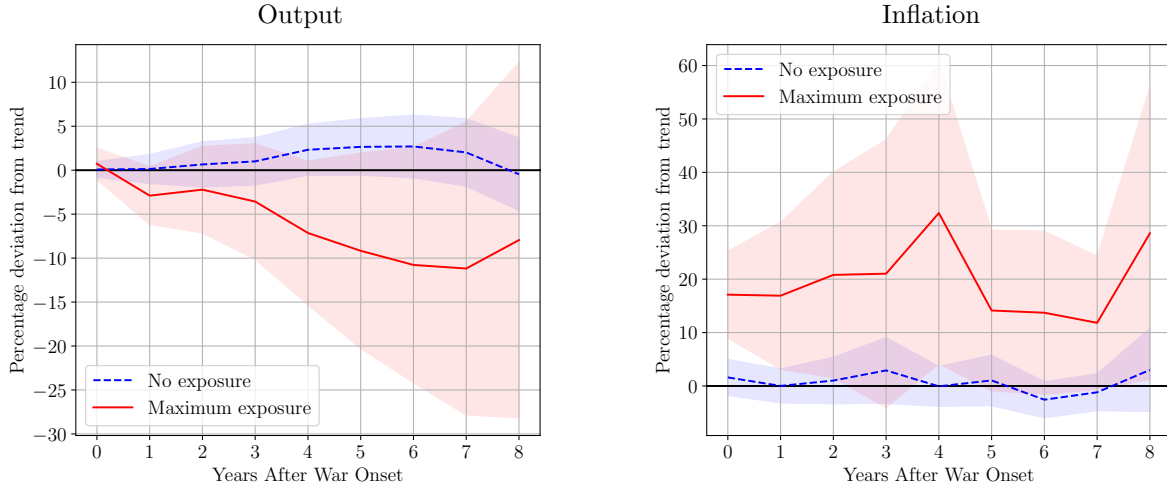 Output
Percentage deviation from trend
10
5
0
−5
−10
−15
−20
−25
−30
No exposure
Maximum exposure
0 1 2 3 4 5 6 7 8
Years After War Onset
Inflation
Percentage deviation from trend
60
50
40
30
20
10
0
No exposure
Maximum exposure
0 1 2 3 4 5 6 7 8
Years After War Onset